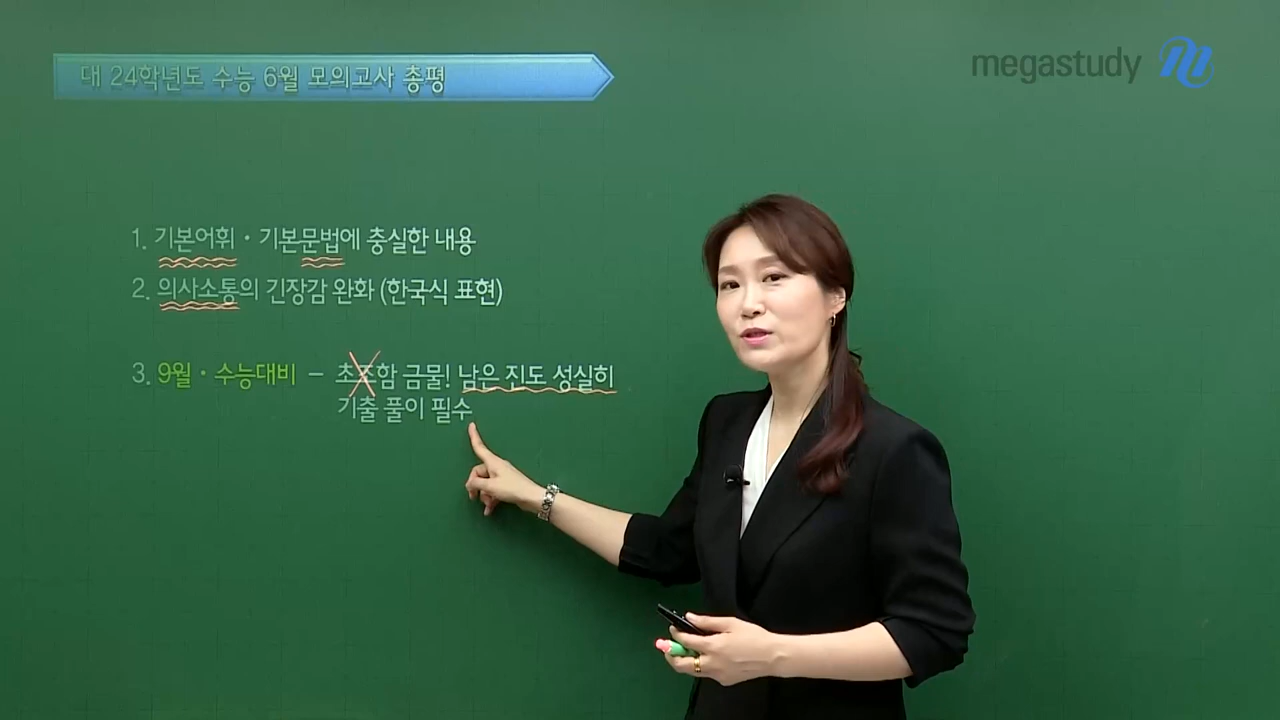 대 24학년도 수능 6월 모의고사 총평
megastudy
1. 기본어휘・기본문법에 충실한 내용
2. 의사소통의 긴장감 완화 (한국식 표현)
3. 9월・수능대비 – 초조함 금물! 남은 진도 성실히
기출 풀이 필수